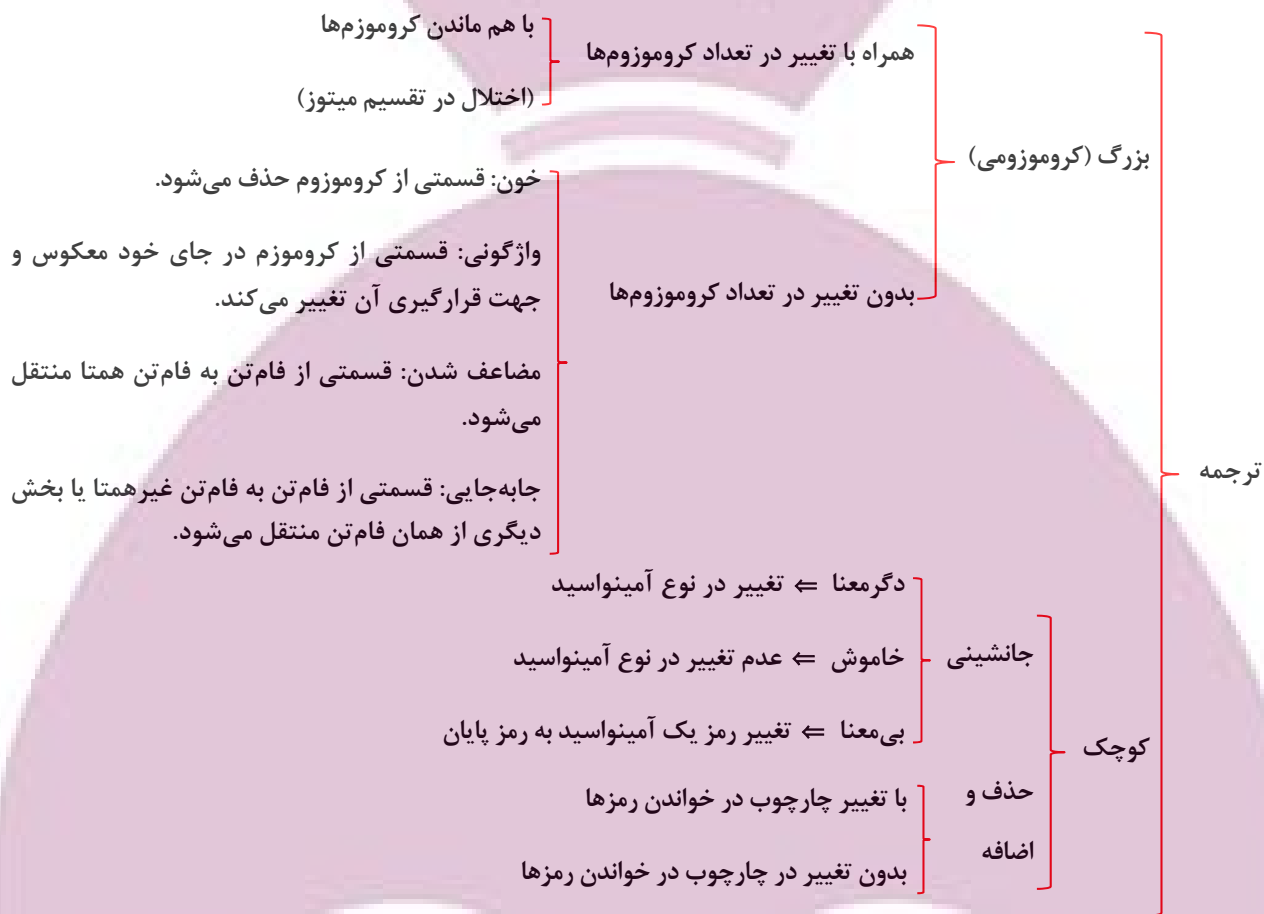 ترجمه
بزرگ (کروموزومی)
همراه با تغییر در تعداد کروموزوم‌ها
با هم ماندن کروموزم‌ها
(اختلال در تقسیم میتوز)
بدون تغییر در تعداد کروموزوم‌ها
خون: قسمتی از کروموزوم حذف می‌شود.
واژگونی: قسمتی از کروموزم در جای خود معکوس و
جهت قرارگیری آن تغییر می‌کند.
مضاعف شدن: قسمتی از فام‌تن به فام‌تن همتا منتقل
می‌شود.
جابه‌جایی: قسمتی از فام‌تن به فام‌تن غیرهمتا یا بخش
دیگری از همان فام‌تن منتقل می‌شود.
کوچک
جانشینی
دگرمعنا ⇐ تغییر در نوع آمینواسید
خاموش ⇐ عدم تغییر در نوع آمینواسید
بی‌معنا ⇐ تغییر رمز یک آمینواسید به رمز پایان
حذف و
اضافه
با تغییر چارچوب در خواندن رمزها
بدون تغییر در چارچوب در خواندن رمزها